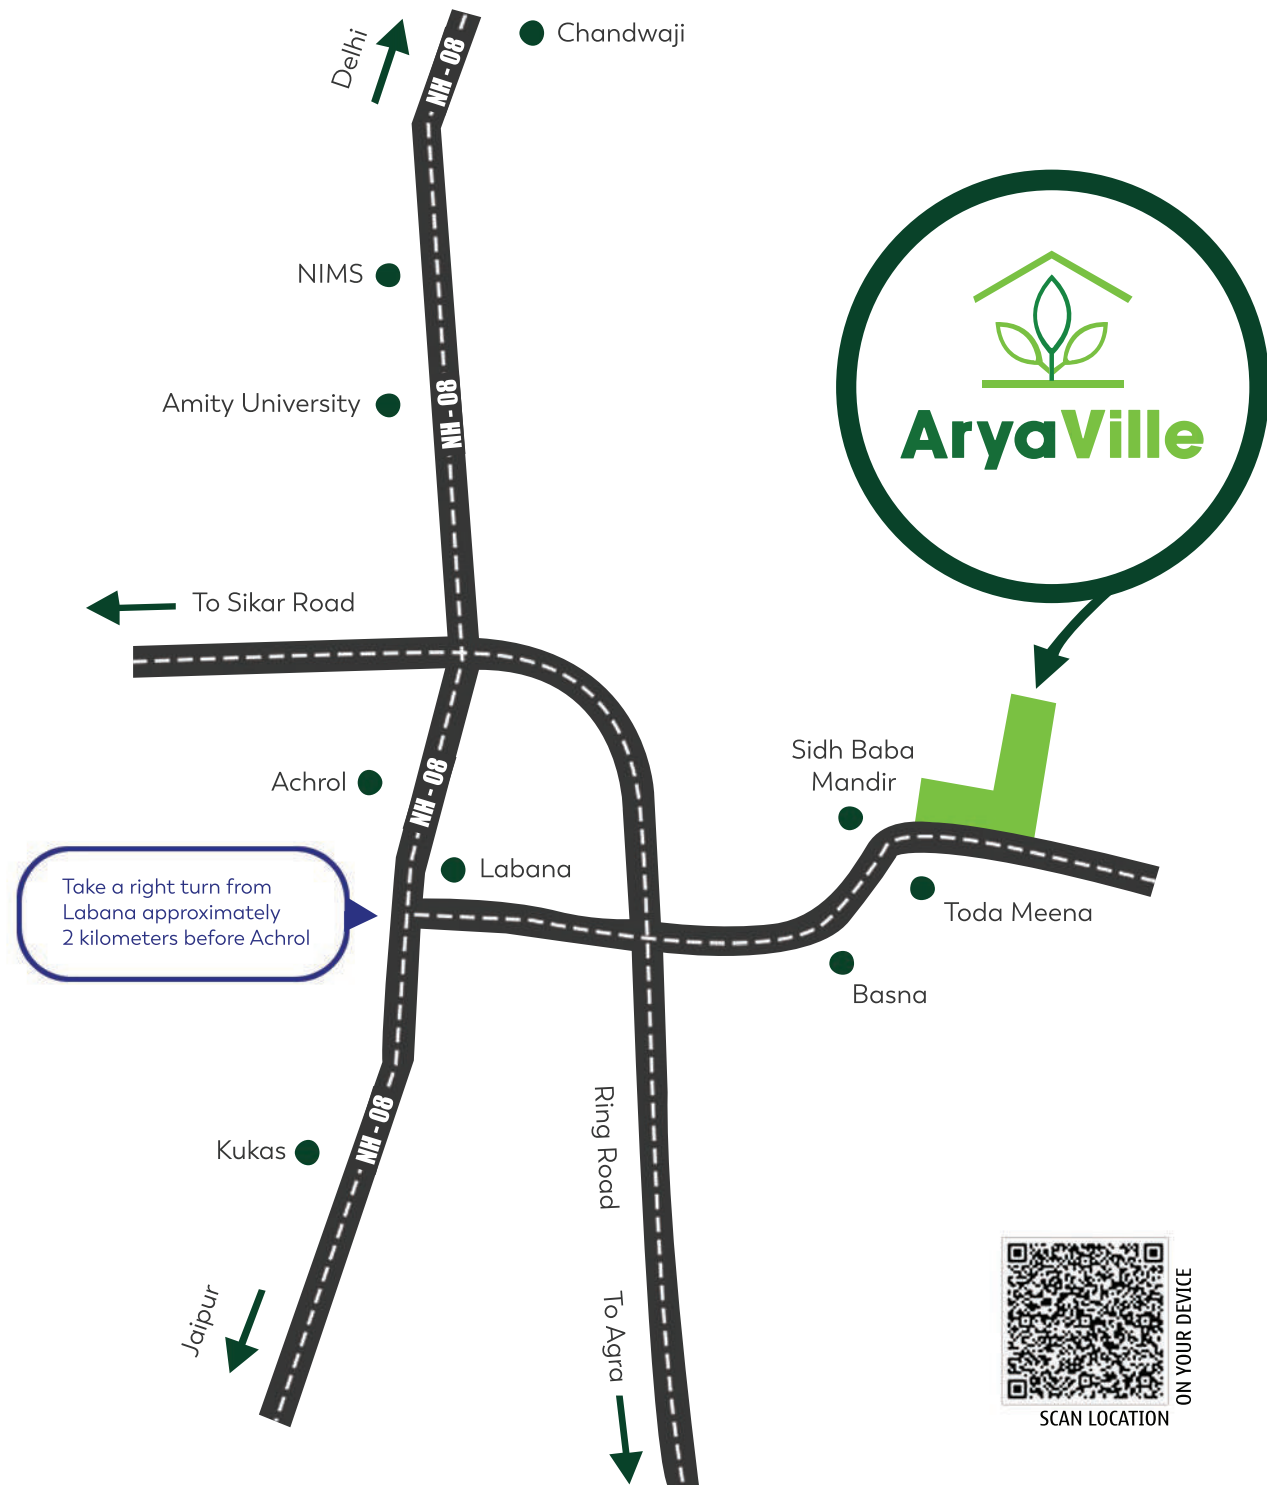 Delhi
NH - 08
Chandwaji
NIMS
Amity University
NH - 08
AryaVille
To Sikar Road
Sidh Baba
Mandir
Achrol
NH - 08
Labana
Take a right turn from
Labana approximately
2 kilometers before Achrol
Toda Meena
Basna
Kukas
NH - 08
Ring Road
Jaipur
To Agra
ON YOUR DEVICE
SCAN LOCATION